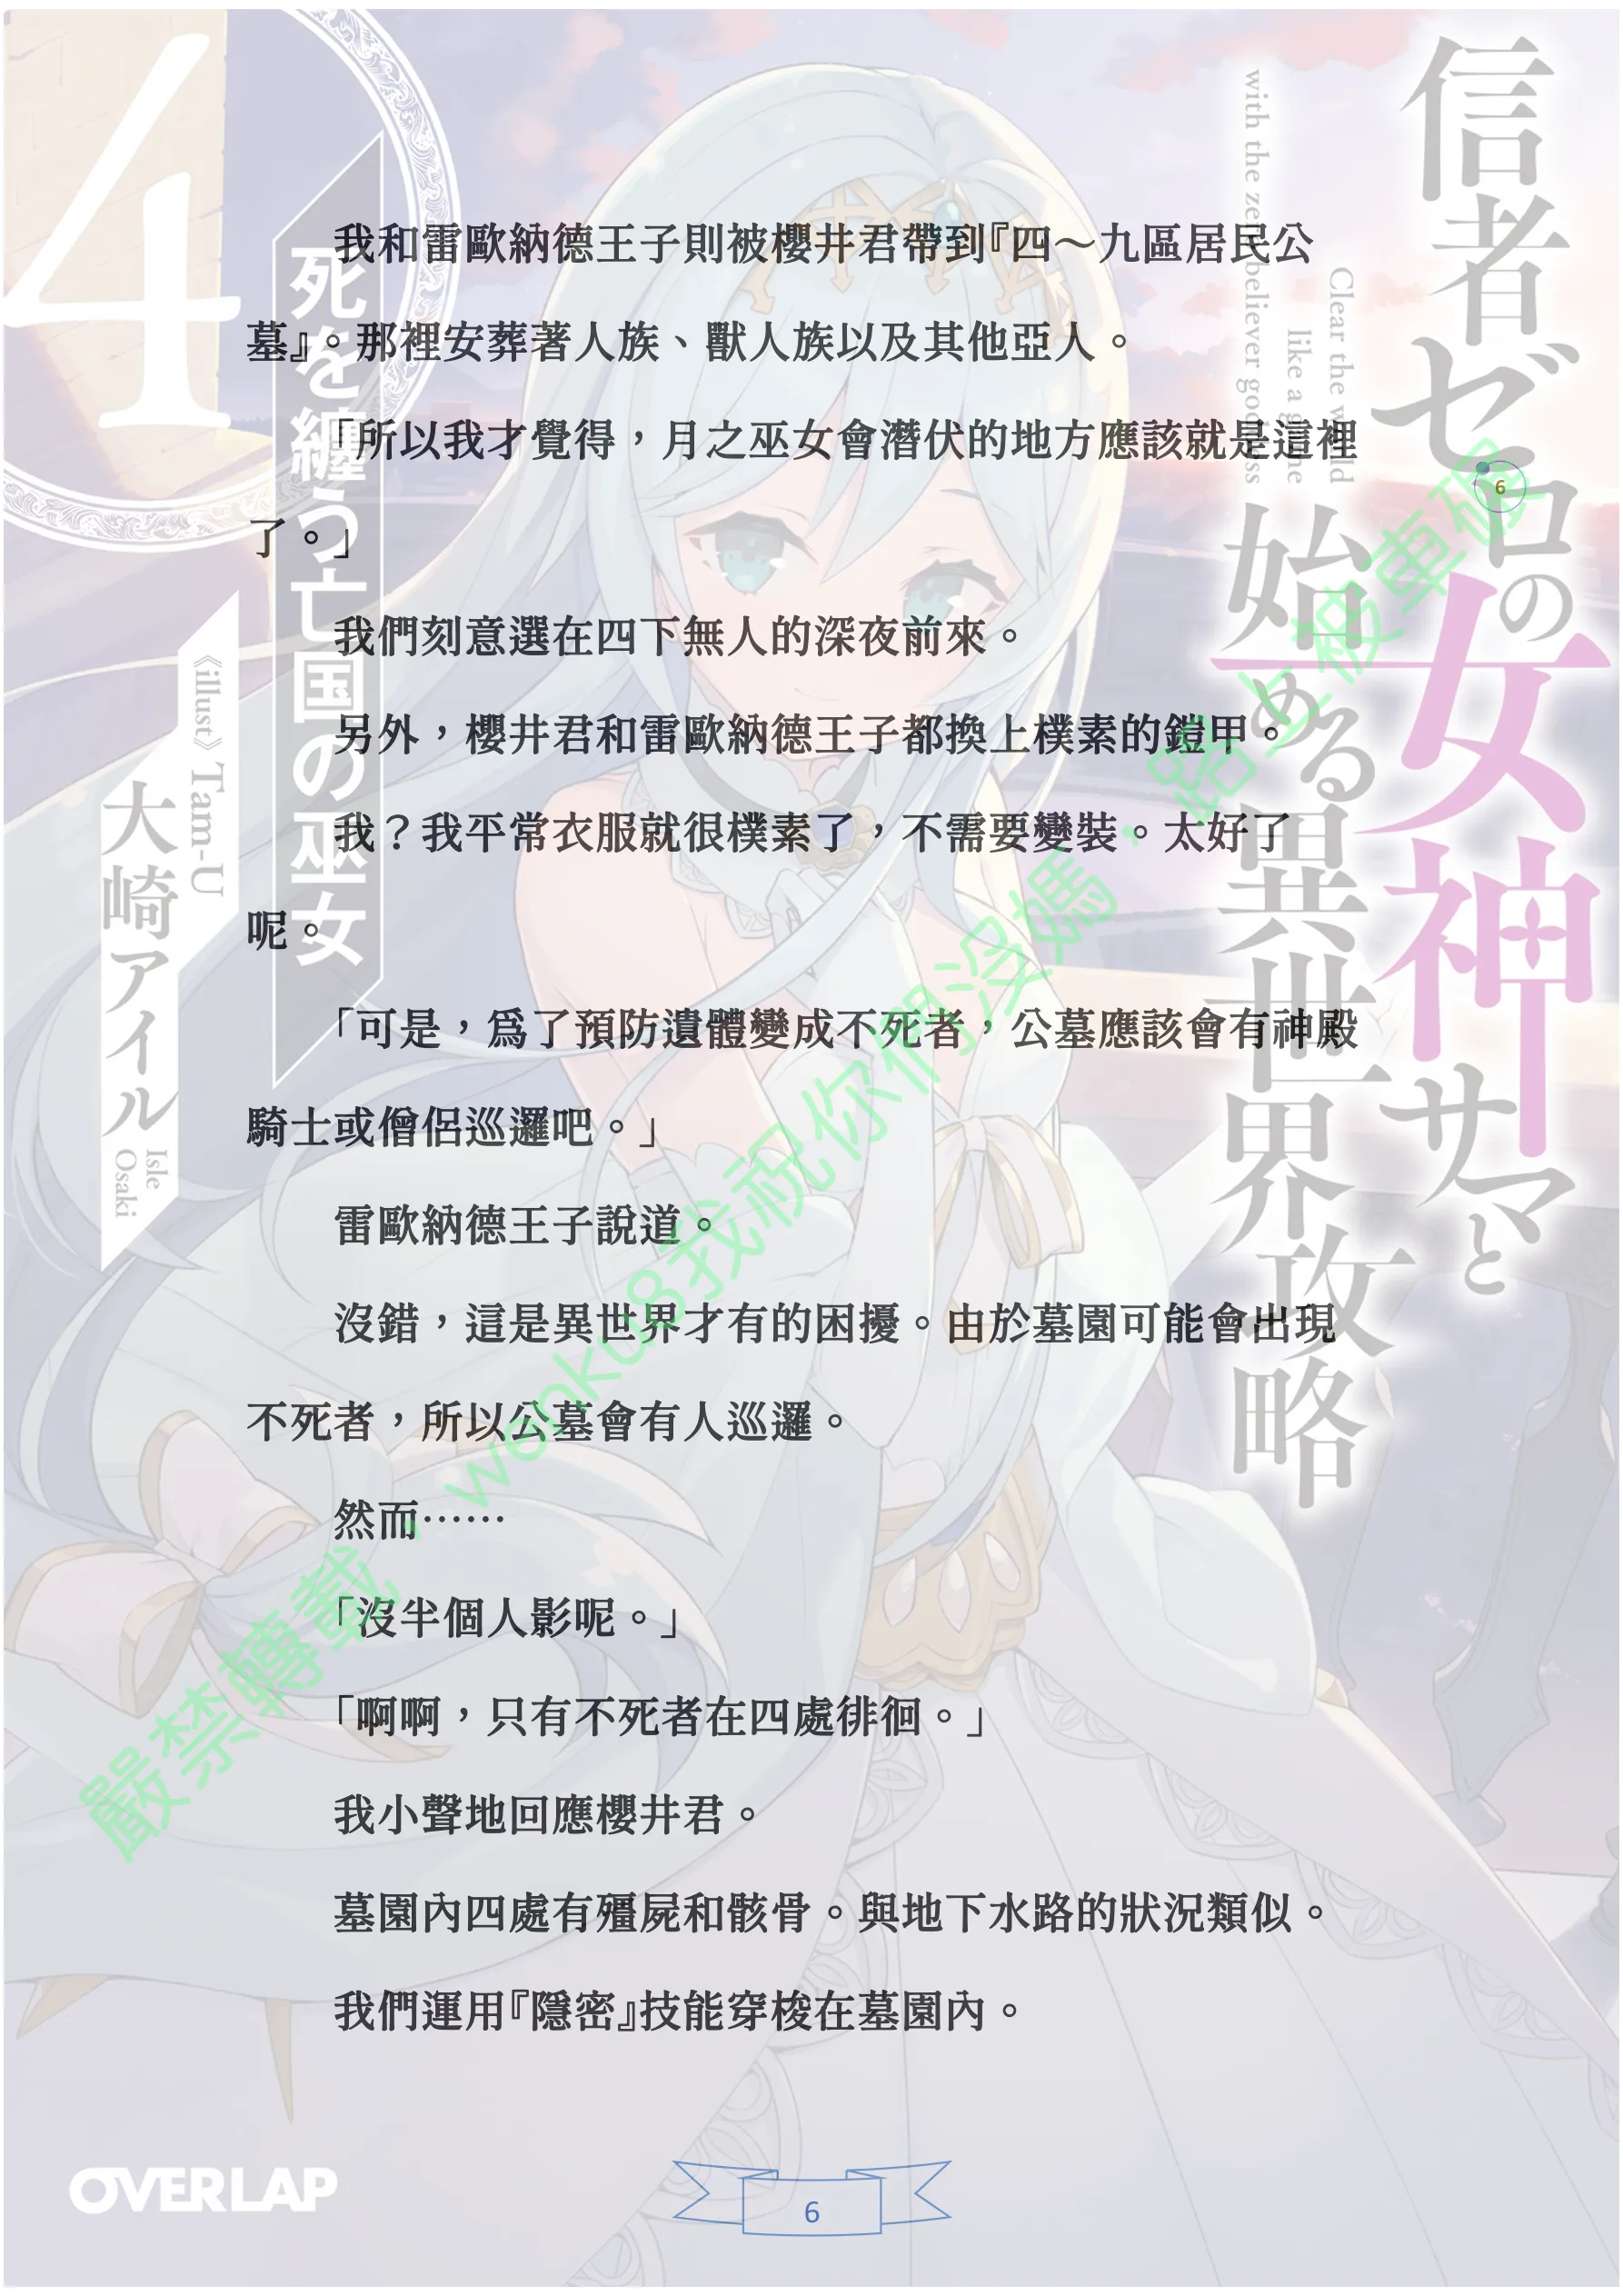 我和雷歐納德王子則被櫻井君帶到『四～九區居民公
墓』。那裡安葬著人族、獸人族以及其他亞人。
「所以我才覺得，月之巫女會潛伏的地方應該就是這裡
了。」
我們刻意選在四下無人的深夜前來。
另外，櫻井君和雷歐納德王子都換上樸素的鎧甲。
我？我平常衣服就很樸素了，不需要變裝。太好了
呢。
「可是，為了預防遺體變成不死者，公墓應該會有神殿
騎士或僧侶巡邏吧。」
雷歐納德王子說道。
沒錯，這是異世界才有的困擾。由於墓園可能會出現
不死者，所以公墓會有人巡邏。
然而……
「沒半個人影呢。」
「啊啊，只有不死者在四處徘徊。」
我小聲地回應櫻井君。
墓園內四處有殭屍和骸骨。與地下水路的狀況類似。
我們運用『隱密』技能穿梭在墓園內。
信者ゼロの女神サマと
始める異世界攻略
Clear the world
like a game
with the zero believer goddess
4
死を纏う亡国の巫女
《illust》Tam-U
大崎アイル
Isle
Osaki
嚴禁轉載，wenku8我祝你們沒媽，路上被車碾
6
OVERLAP
6